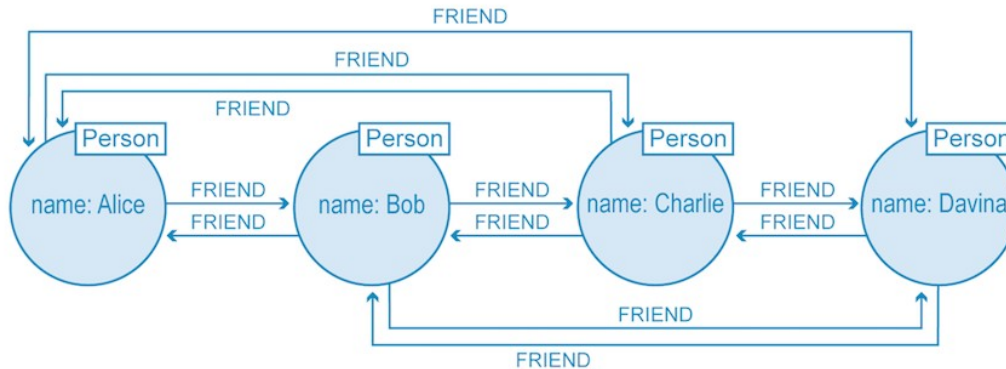 FRIEND
FRIEND
FRIEND
Person
Person
Person
Person
name: Alice
FRIEND
name: Bob
FRIEND
name: Charlie
FRIEND
name: Davina
FRIEND
FRIEND
FRIEND
FRIEND
FRIEND